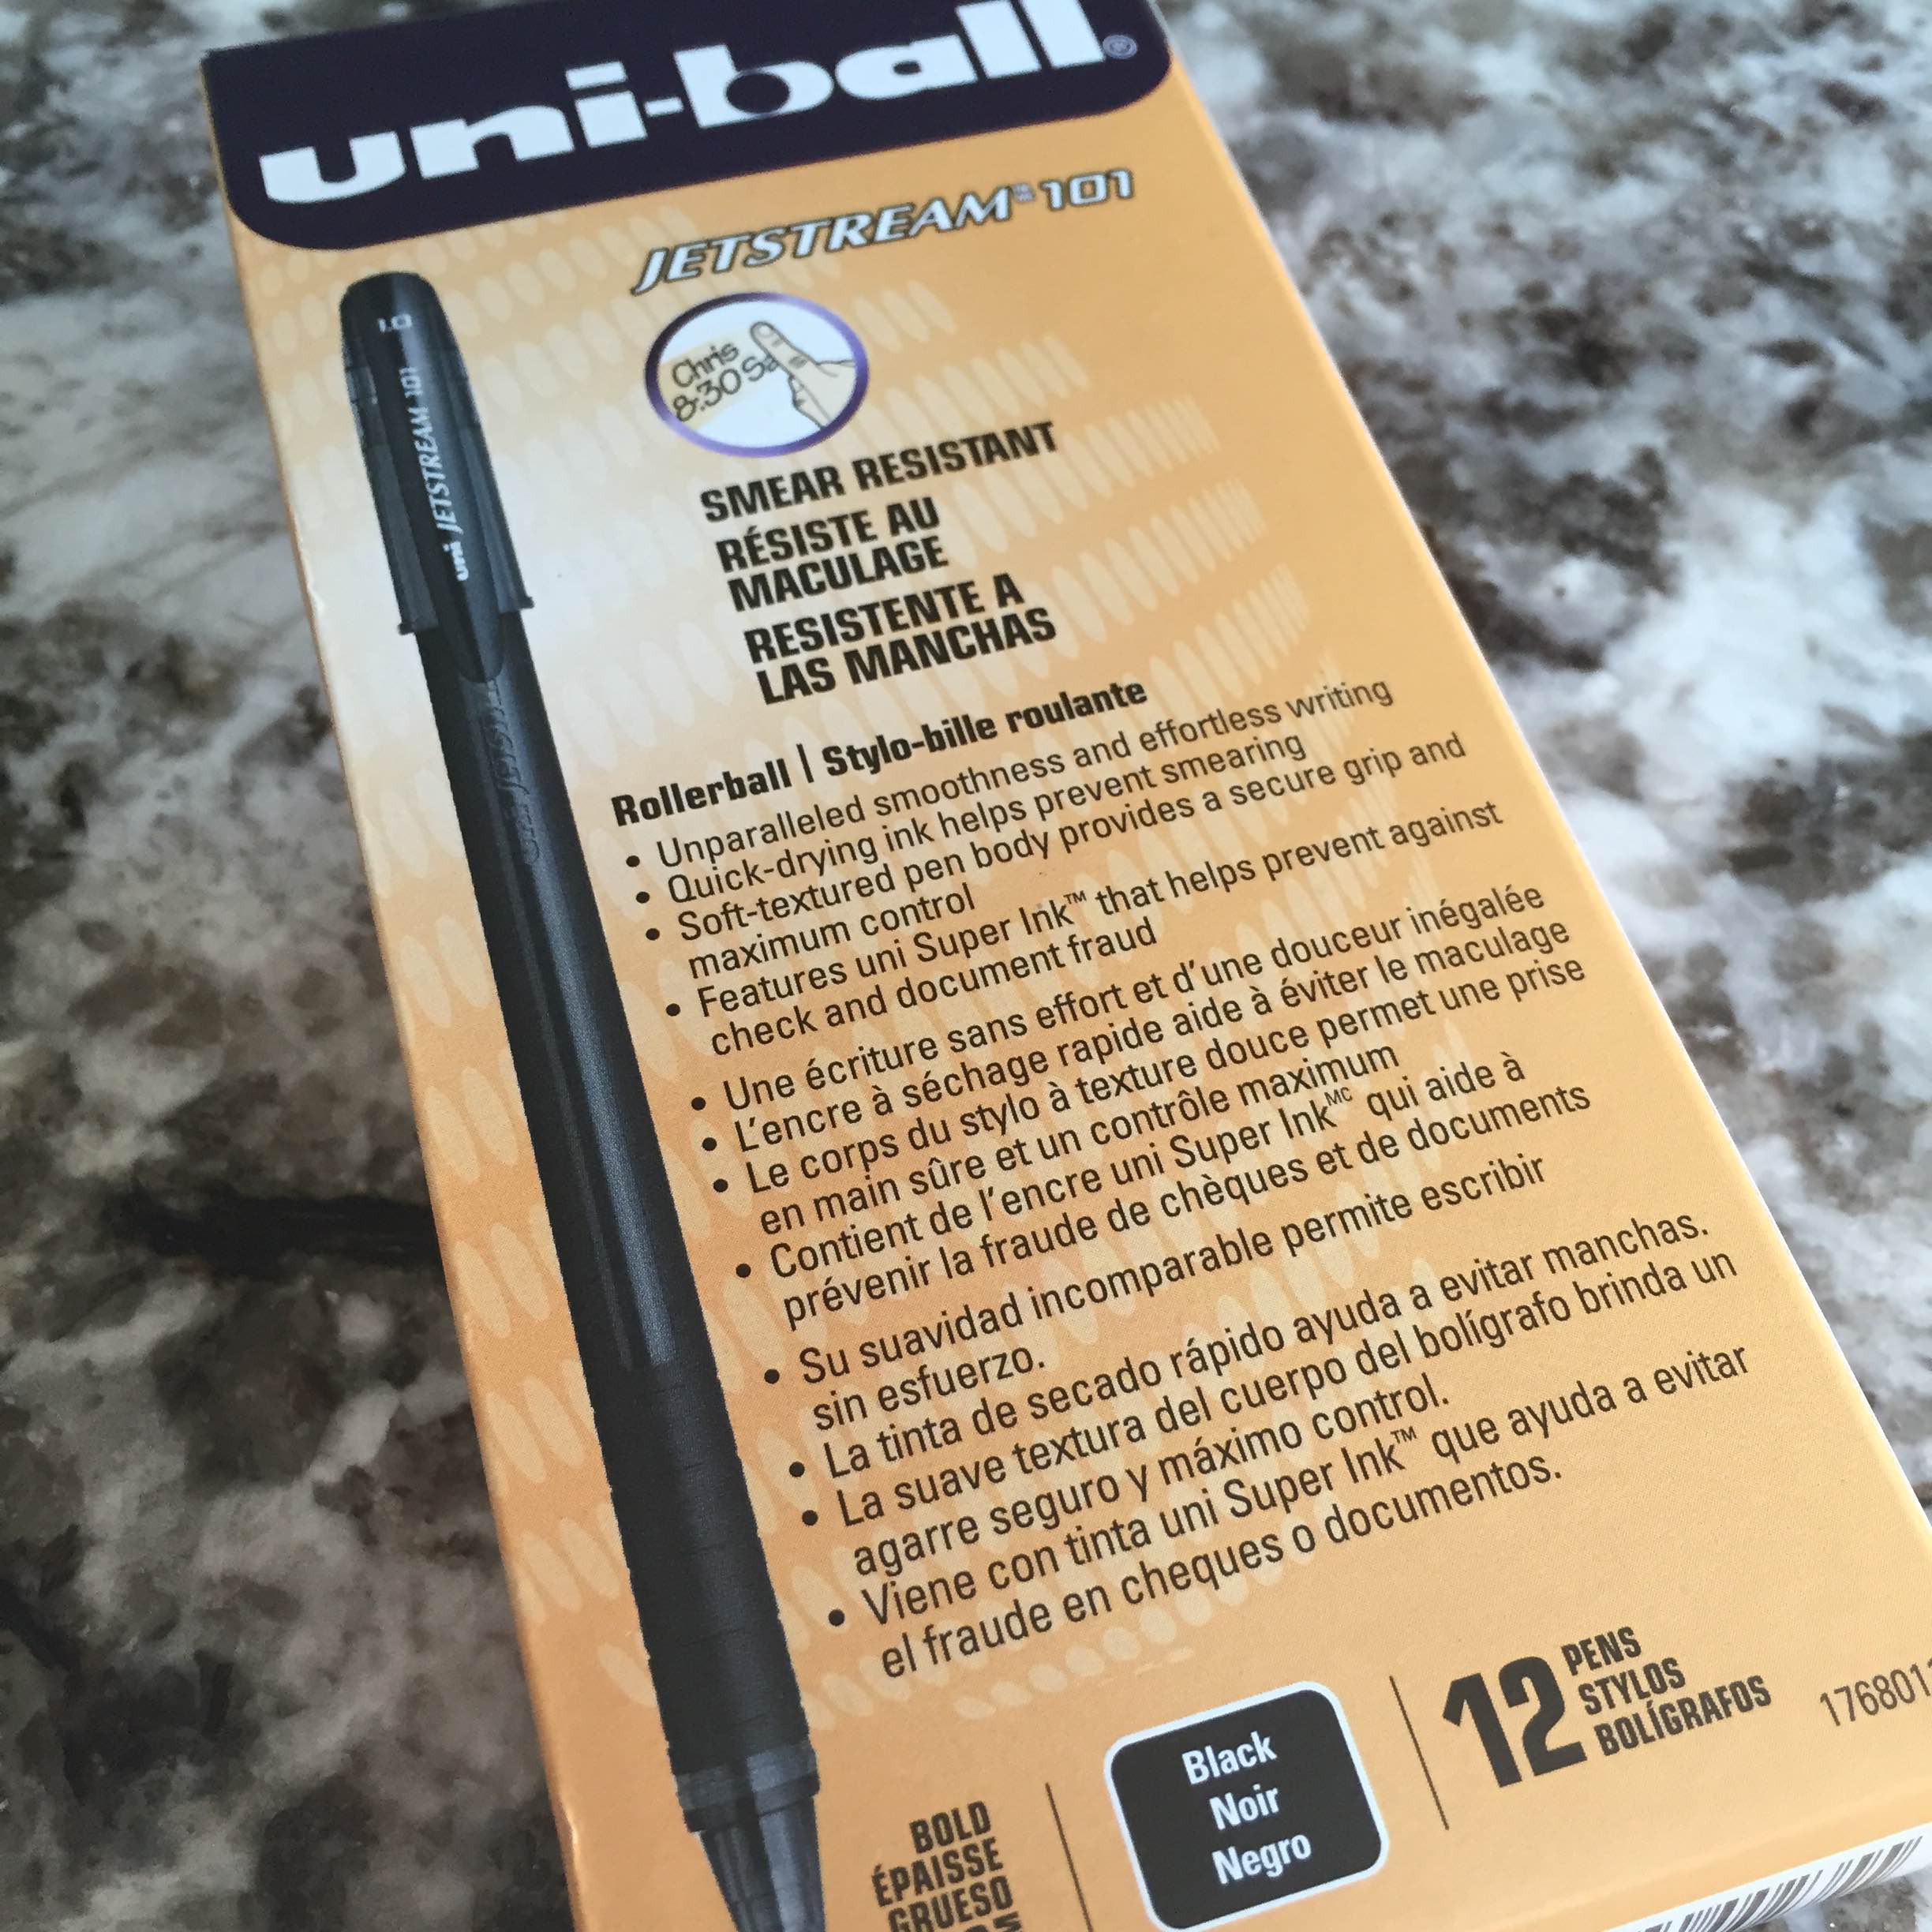 uni-ball®
JETSTREAM™ 101
1.0
uni JETSTREAM 101
Chris
8:30 Sa
SMEAR RESISTANT
RÉSISTE AU
MACULAGE
RESISTENTE A
LAS MANCHAS
Rollerball | Stylo-bille roulante
• Unparalleled smoothness and effortless writing
• Quick-drying ink helps prevent smearing
• Soft-textured pen body provides a secure grip and
maximum control
• Features uni Super Ink™ that helps prevent against
check and document fraud
• Une écriture sans effort et d'une douceur inégalée
• L'encre à séchage rapide aide à éviter le maculage
• Le corps du stylo à texture douce permet une prise
en main sûre et un contrôle maximum
• Contient de l'encre uni Super Ink MC qui aide à
prévenir la fraude de chèques et de documents
• Su suavidad incomparable permite escribir
sin esfuerzo.
• La tinta de secado rápido ayuda a evitar manchas.
• La suave textura del cuerpo del bolígrafo brinda un
agarre seguro y máximo control.
• Viene con tinta uni Super Ink™ que ayuda a evitar
el fraude en cheques o documentos.
BOLD
ÉPAISSE
GRUESO
Black
Noir
Negro
12 PENS
STYLOS
BOLÍGRAFOS